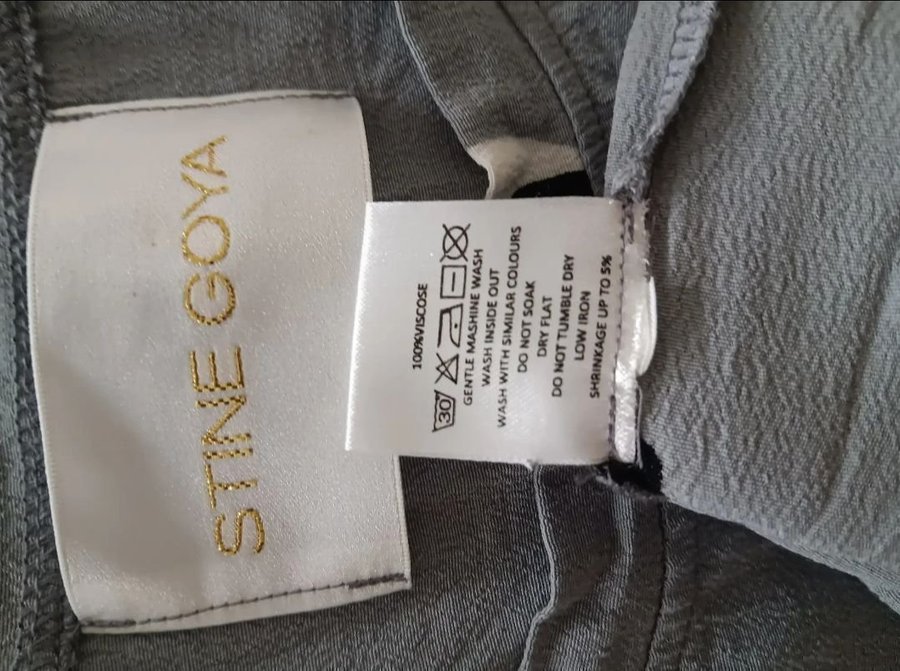 STINE GOYA
100%VISCOSE
30
GENTLE MASHINE WASH
WASH INSIDE OUT
WASH WITH SIMILAR COLOURS
DO NOT SOAK
DRY FLAT
DO NOT TUMBLE DRY
LOW IRON
SHRINKAGE UP TO 5%